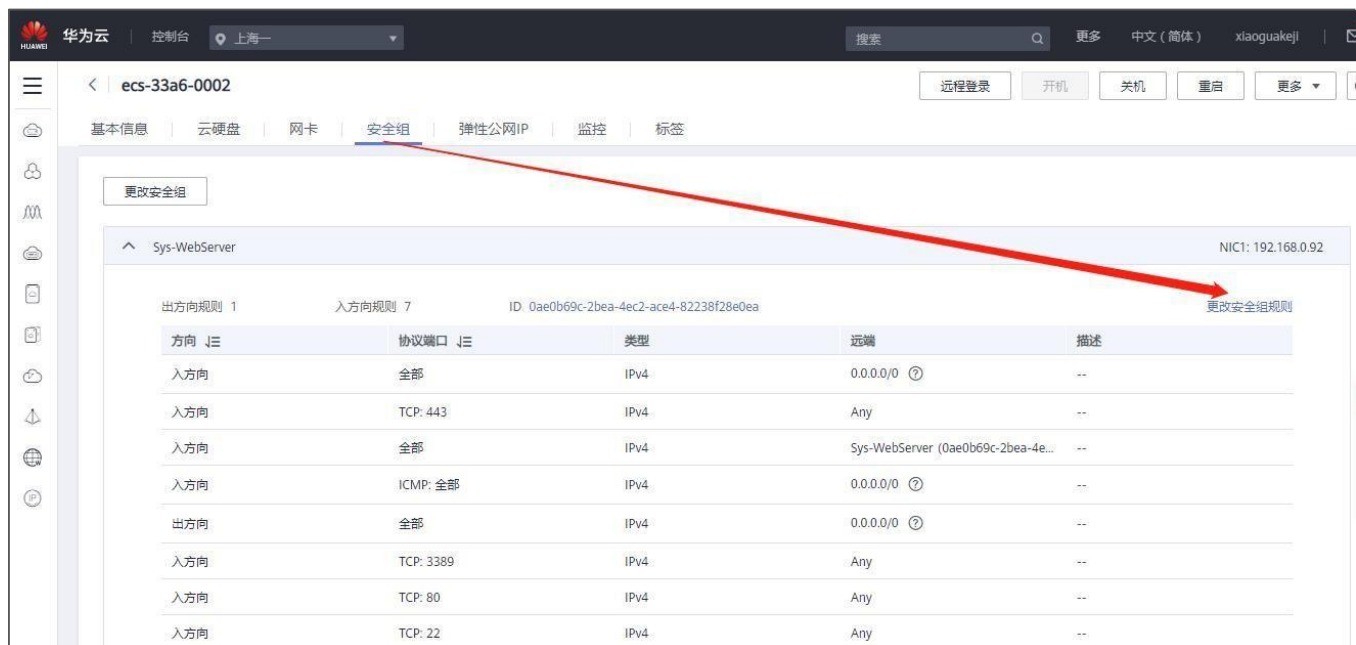 HUAWEI 华为云 控制台 上海一 搜索 更多 中文（简体） xiaoguakeji
ecs-33a6-0002 远程登录 开机 关机 重启 更多
基本信息 云硬盘 网卡 安全组 弹性公网IP 监控 标签
更改安全组
Sys-WebServer NIC1: 192.168.0.92
出方向规则 1 入方向规则 7 ID 0ae0b69c-2bea-4ec2-ace4-82238f28e0ea 更改安全组规则
方向 协议端口 类型 远端 描述
入方向 全部 IPv4 0.0.0.0/0 --
入方向 TCP: 443 IPv4 Any --
入方向 全部 IPv4 Sys-WebServer (0ae0b69c-2bea-4e... --
入方向 ICMP: 全部 IPv4 0.0.0.0/0 --
出方向 全部 IPv4 0.0.0.0/0 --
入方向 TCP: 3389 IPv4 Any --
入方向 TCP: 80 IPv4 Any --
入方向 TCP: 22 IPv4 Any --